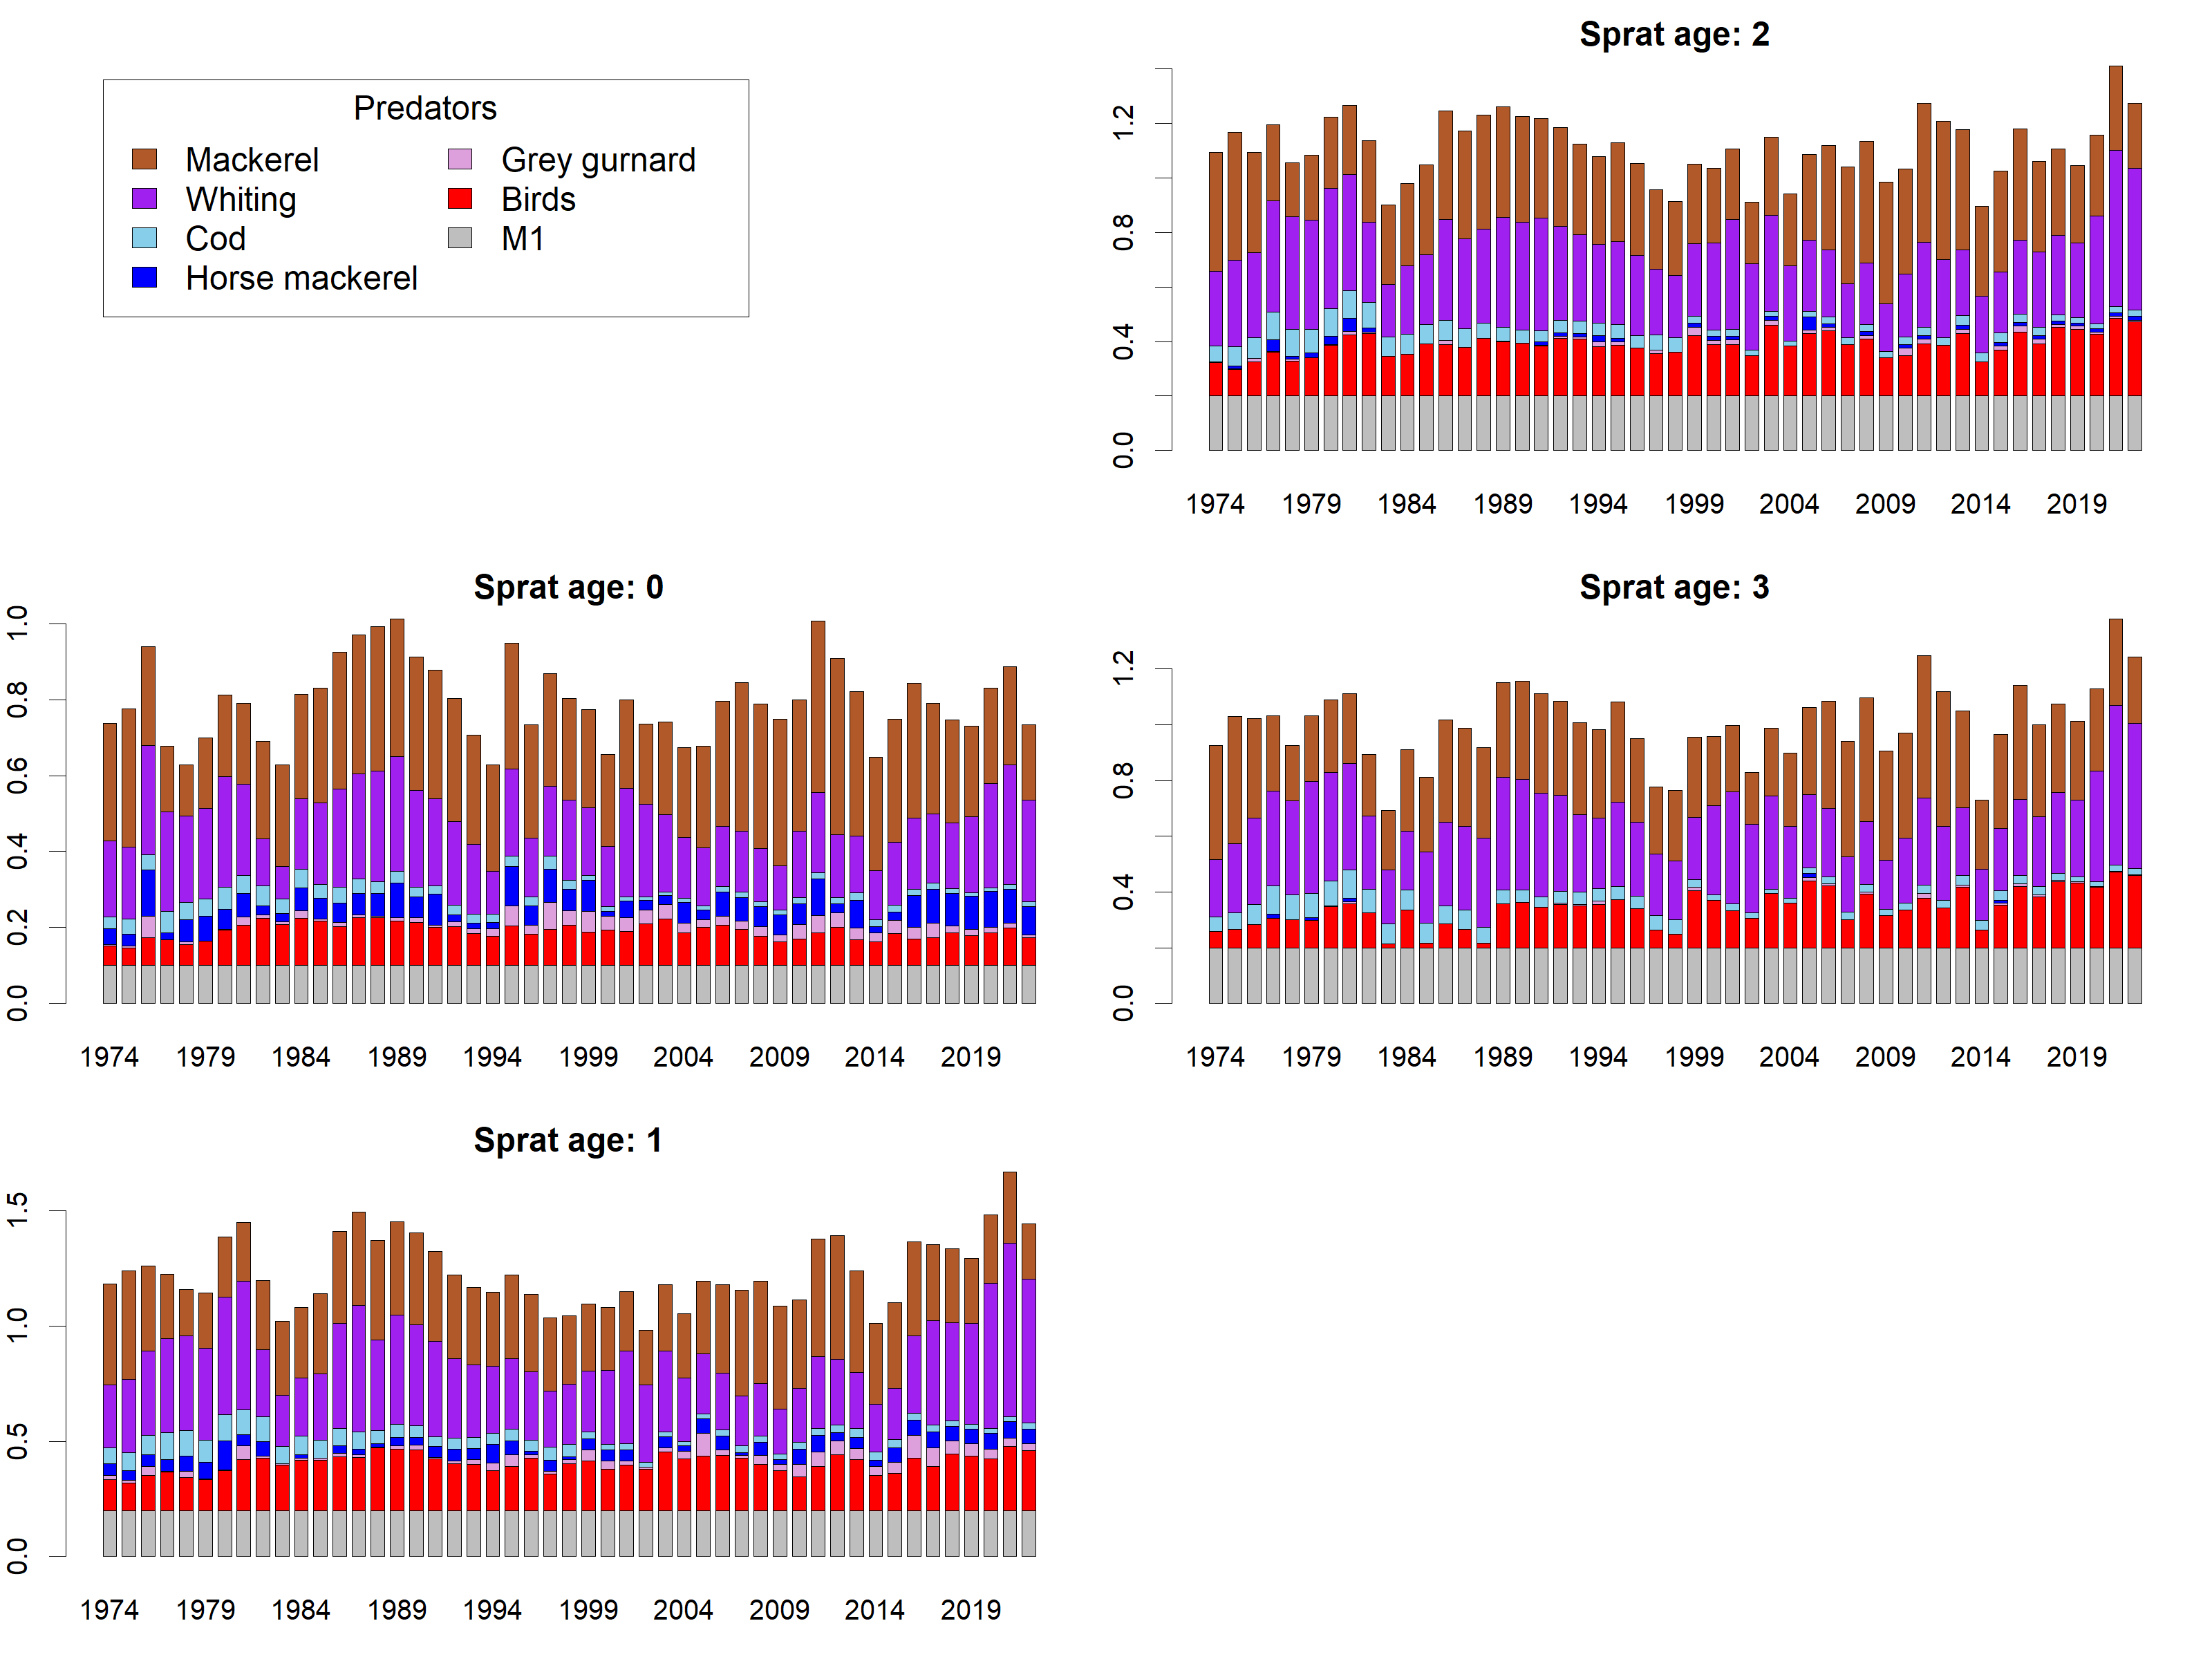 Predators
Mackerel
Whiting
Cod
Horse mackerel
Grey gurnard
Birds
M1
Sprat age: 2
0.0 0.4 0.8 1.2
1974 1979 1984 1989 1994 1999 2004 2009 2014 2019
Sprat age: 0
0.0 0.2 0.4 0.6 0.8 1.0
1974 1979 1984 1989 1994 1999 2004 2009 2014 2019
Sprat age: 3
0.0 0.4 0.8 1.2
1974 1979 1984 1989 1994 1999 2004 2009 2014 2019
Sprat age: 1
0.0 0.5 1.0 1.5
1974 1979 1984 1989 1994 1999 2004 2009 2014 2019